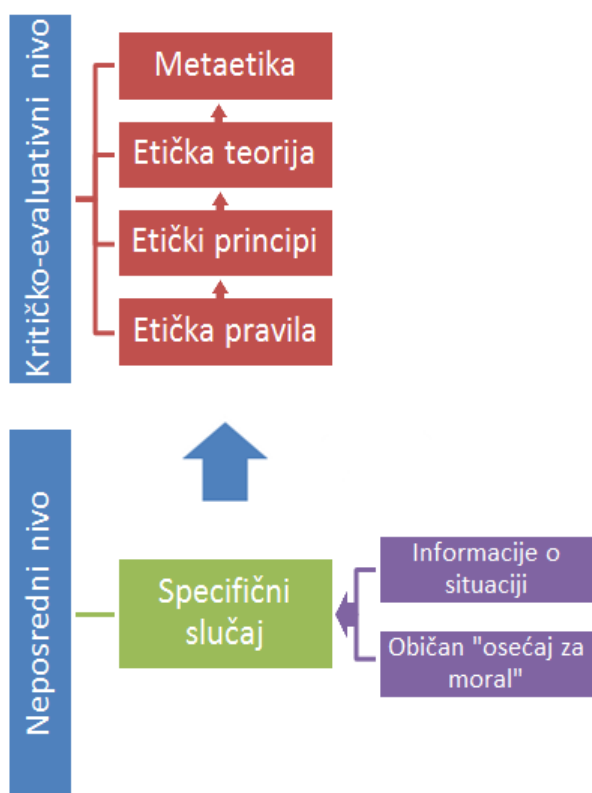 Kritičko-evaluativni nivo
Metaetika
Etička teorija
Etički principi
Etička pravila
Neposredni nivo
Specifični
slučaj
Informacije o
situaciji
Običan "osećaj za
moral"